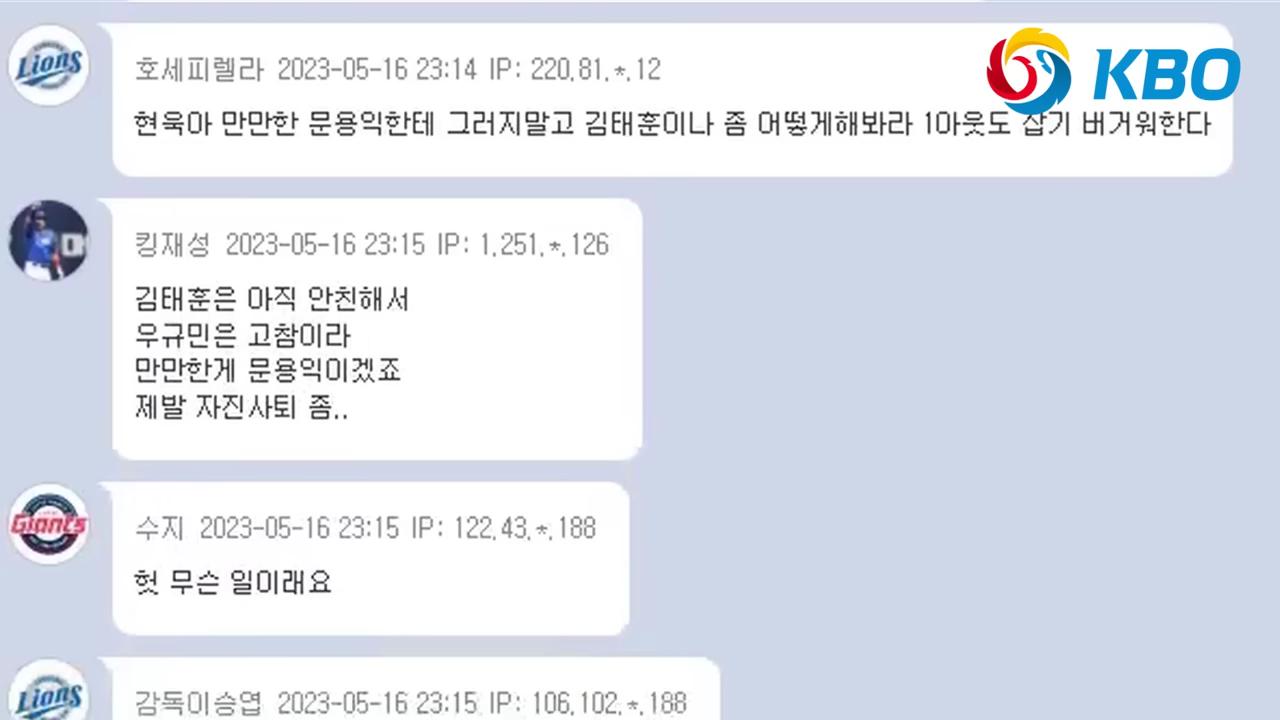 Lions
호세피렐라 2023-05-16 23:14 IP: 220.81.*.12
KBO
현욱아 만만한 문용익한테 그러지말고 김태훈이나 좀 어떻게해봐라 1아웃도 잡기 버거워한다
킹재성 2023-05-16 23:15 IP: 1.251.*.126
김태훈은 아직 안친해서
우규민은 고참이라
만만한게 문용익이겠죠
제발 자진사퇴 좀..
GIANTS
수지 2023-05-16 23:15 IP: 122.43.*.188
헛 무슨 일이래요
Lions
감독이승엽 2023-05-16 23:15 IP: 106.102.*.188